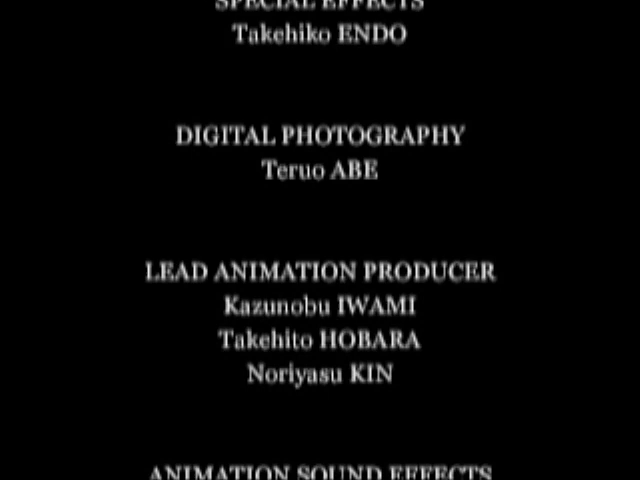 SPECIAL EFFECTS
Takehiko ENDO
DIGITAL PHOTOGRAPHY
Teruo ABE
LEAD ANIMATION PRODUCER
Kazunobu IWAMI
Takehito HOBARA
Noriyasu KIN
ANIMATION SOUND EFFECTS